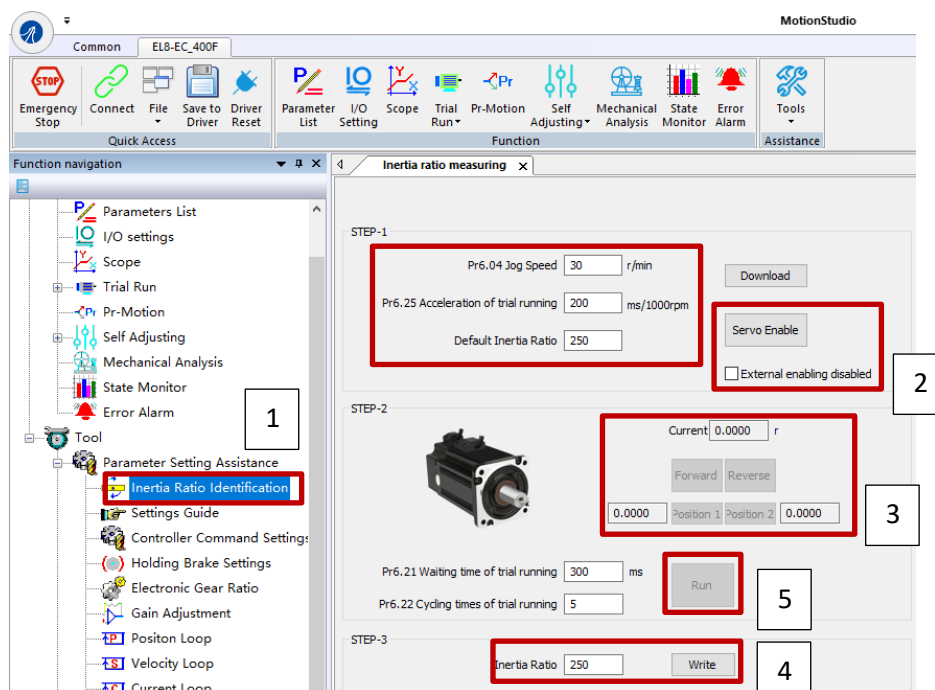 MotionStudio
Common EL8-EC_400F
STOP
Emergency Stop Connect File Save to Driver Driver Reset Parameter List I/O Setting Scope Trial Run Pr-Motion Self Adjusting Mechanical Analysis State Monitor Error Alarm Tools
Quick Access Function Assistance
Function navigation
Inertia ratio measuring x
Parameters List
I/O settings
Scope
Trial Run
Pr-Motion
Self Adjusting
Mechanical Analysis
State Monitor
Error Alarm
1
Tool
Parameter Setting Assistance
Inertia Ratio Identification
Settings Guide
Controller Command Settings
Holding Brake Settings
Electronic Gear Ratio
Gain Adjustment
Positon Loop
Velocity Loop
Current Loop
STEP-1
Pr6.04 Jog Speed 30 r/min
Download
Pr6.25 Acceleration of trial running 200 ms/1000rpm
Servo Enable
Default Inertia Ratio 250
External enabling disabled
2
STEP-2
Current 0.0000 r
Forward Reverse
0.0000 Position 1 Position 2 0.0000
3
Pr6.21 Waiting time of trial running 300 ms
Run
Pr6.22 Cycling times of trial running 5
5
STEP-3
Inertia Ratio 250 Write
4